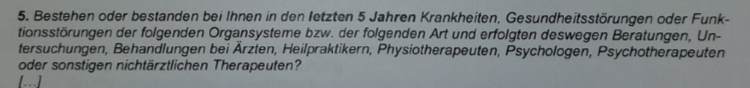 5. Bestehen oder bestanden bei Ihnen in den letzten 5 Jahren Krankheiten, Gesundheitsstörungen oder Funk-
tionsstörungen der folgenden Organsysteme bzw. der folgenden Art und erfolgten deswegen Beratungen, Un-
tersuchungen, Behandlungen bei Ärzten, Heilpraktikern, Physiotherapeuten, Psychologen, Psychotherapeuten
oder sonstigen nichtärztlichen Therapeuten?
[...]